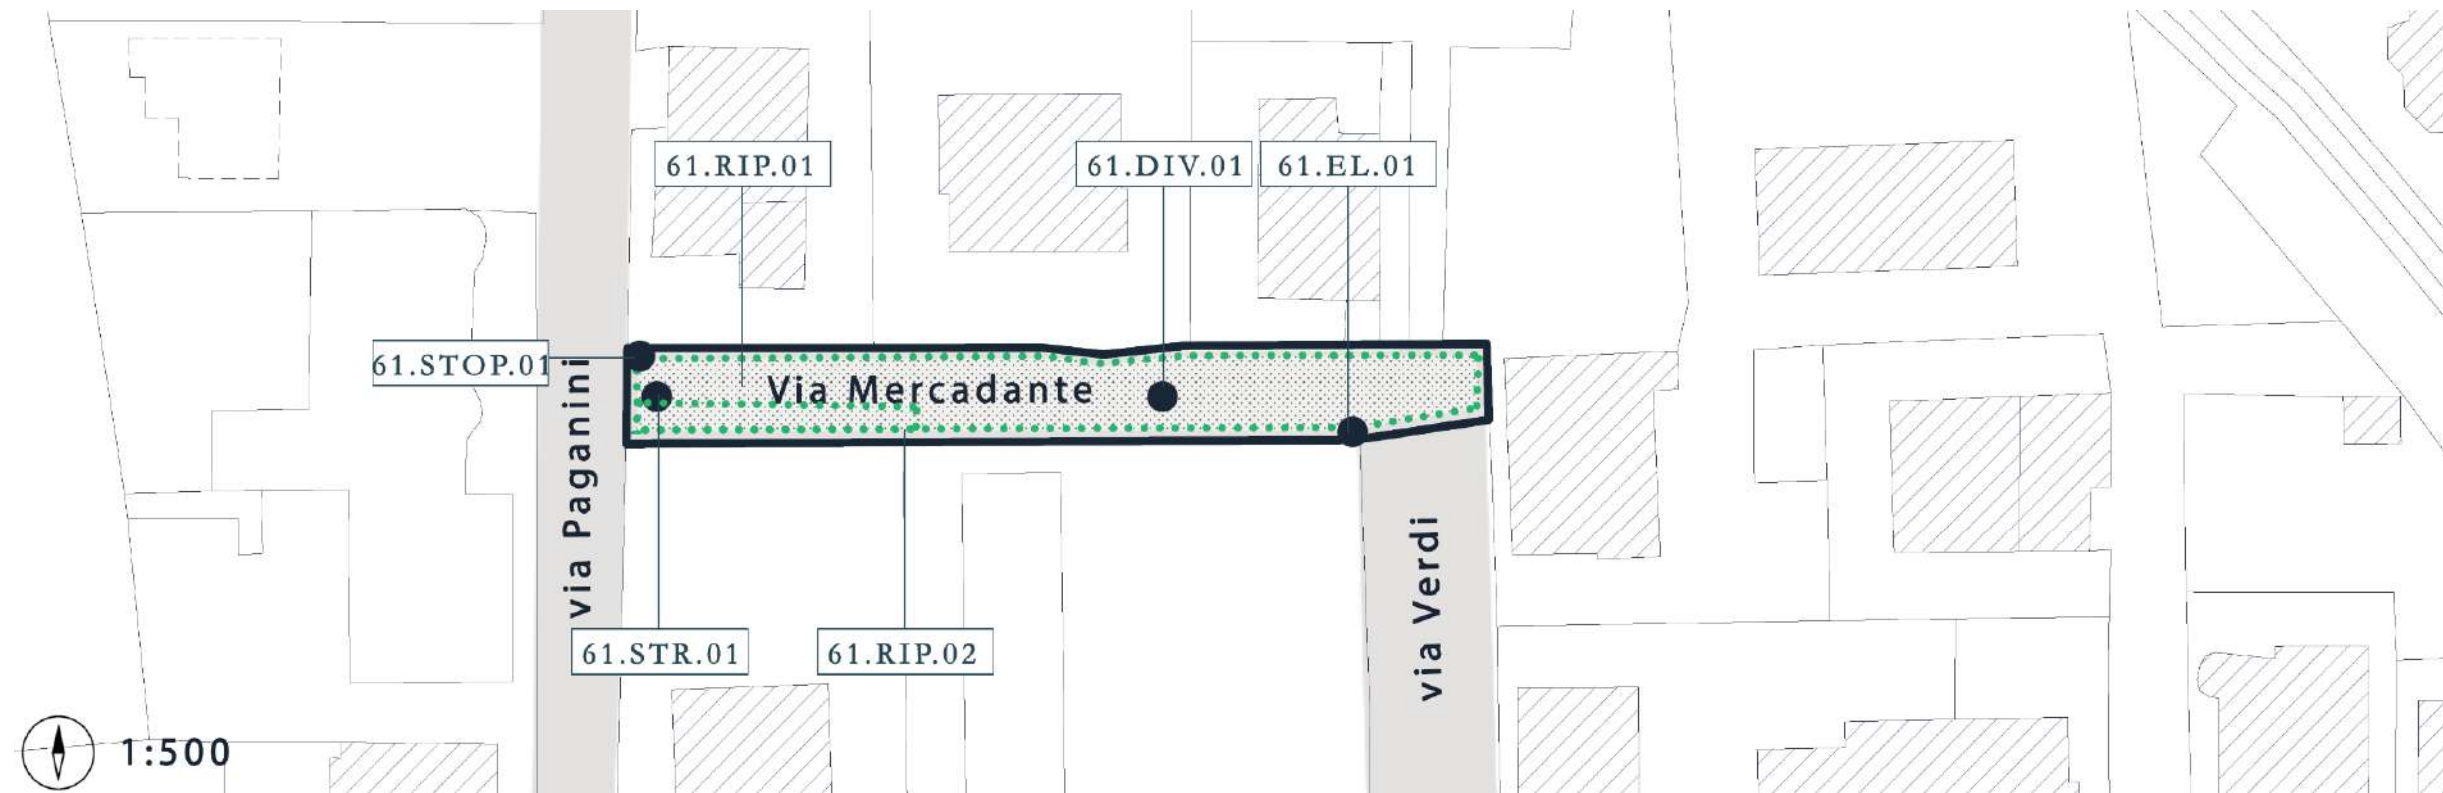 61.RIP.01
61.DIV.01
61.EL.01
61.STOP.01
Via Mercadante
via Paganini
via Verdi
61.STR.01
61.RIP.02
1:500